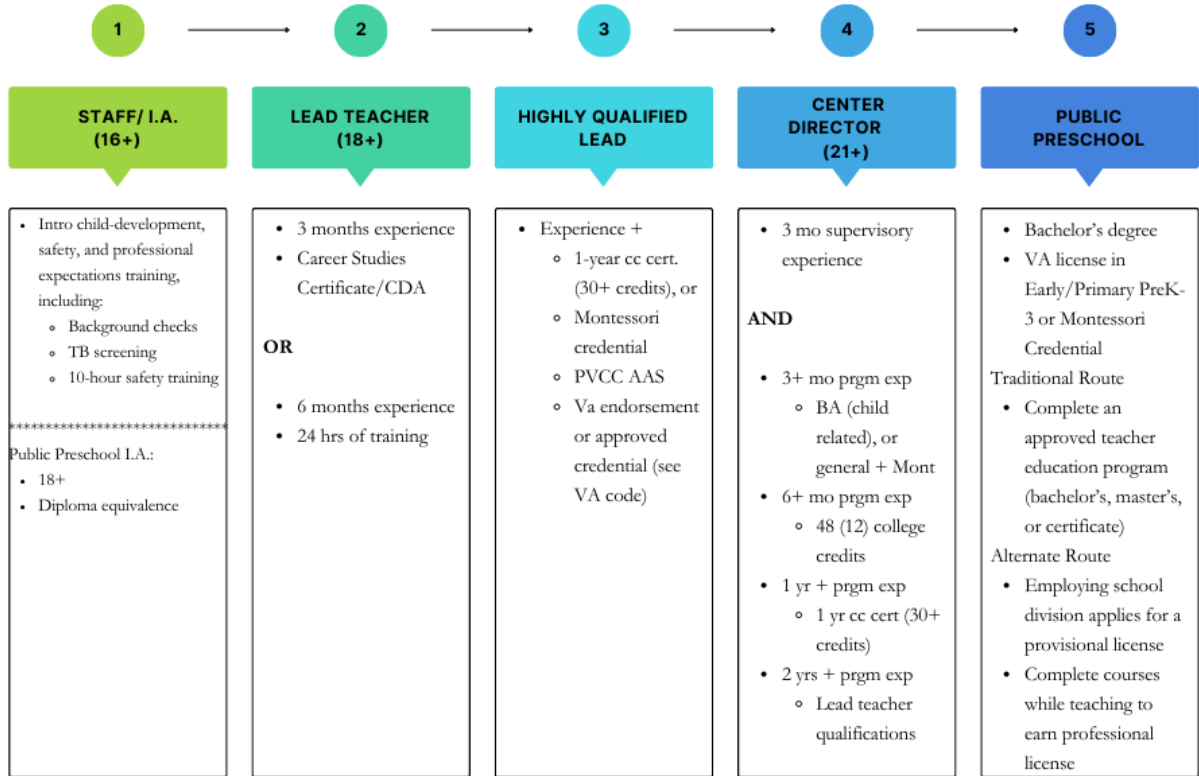 1
2
3
4
5
STAFF/ I.A.
(16+)
LEAD TEACHER
(18+)
HIGHLY QUALIFIED
LEAD
CENTER
DIRECTOR
(21+)
PUBLIC
PRESCHOOL
• Intro child-development,
safety, and professional
expectations training,
including:
◦ Background checks
◦ TB screening
◦ 10-hour safety training
******************************
Public Preschool I.A.:
• 18+
• Diploma equivalence
• 3 months experience
• Career Studies
Certificate/CDA
OR
• 6 months experience
• 24 hrs of training
• Experience +
◦ 1-year cc cert.
(30+ credits), or
◦ Montessori
credential
◦ PVCC AAS
◦ Va endorsement
or approved
credential (see
VA code)
• 3 mo supervisory
experience
AND
• 3+ mo prgm exp
◦ BA (child
related), or
general + Mont
• 6+ mo prgm exp
◦ 48 (12) college
credits
• 1 yr + prgm exp
◦ 1 yr cc cert (30+
credits)
• 2 yrs + prgm exp
◦ Lead teacher
qualifications
• Bachelor's degree
• VA license in
Early/Primary PreK-
3 or Montessori
Credential
Traditional Route
• Complete an
approved teacher
education program
(bachelor's, master's,
or certificate)
Alternate Route
• Employing school
division applies for a
provisional license
• Complete courses
while teaching to
earn professional
license